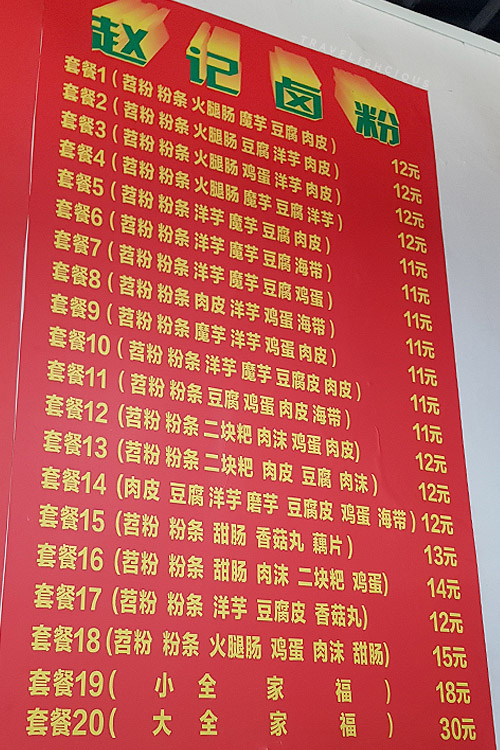 TRAVELISHCIOUS
赵记卤粉
套餐1（苕粉 粉条 火腿肠 魔芋 豆腐 肉皮） 12元
套餐2（苕粉 粉条 火腿肠 豆腐 洋芋 肉皮） 12元
套餐3（苕粉 粉条 火腿肠 鸡蛋 洋芋 肉皮） 12元
套餐4（苕粉 粉条 火腿肠 魔芋 豆腐 洋芋） 12元
套餐5（苕粉 粉条 洋芋 魔芋 豆腐 肉皮） 11元
套餐6（苕粉 粉条 洋芋 魔芋 豆腐 海带） 11元
套餐7（苕粉 粉条 洋芋 魔芋 豆腐 鸡蛋） 11元
套餐8（苕粉 粉条 肉皮 洋芋 鸡蛋 海带） 11元
套餐9（苕粉 粉条 魔芋 洋芋 鸡蛋 肉皮） 11元
套餐10（苕粉 粉条 洋芋 魔芋 豆腐皮 肉皮） 11元
套餐11（苕粉 粉条 豆腐 鸡蛋 肉皮 海带） 11元
套餐12（苕粉 粉条 二块粑 肉沫 鸡蛋 肉皮） 12元
套餐13（苕粉 粉条 二块粑 肉皮 豆腐 肉沫） 12元
套餐14（肉皮 豆腐 洋芋 磨芋 豆腐皮 鸡蛋 海带） 12元
套餐15（苕粉 粉条 甜肠 香菇丸 藕片） 13元
套餐16（苕粉 粉条 甜肠 肉沫 二块粑 鸡蛋） 14元
套餐17（苕粉 粉条 洋芋 豆腐皮 香菇丸） 12元
套餐18（苕粉 粉条 火腿肠 鸡蛋 肉沫 甜肠） 15元
套餐19（ 小 全 家 福 ） 18元
套餐20（ 大 全 家 福 ） 30元